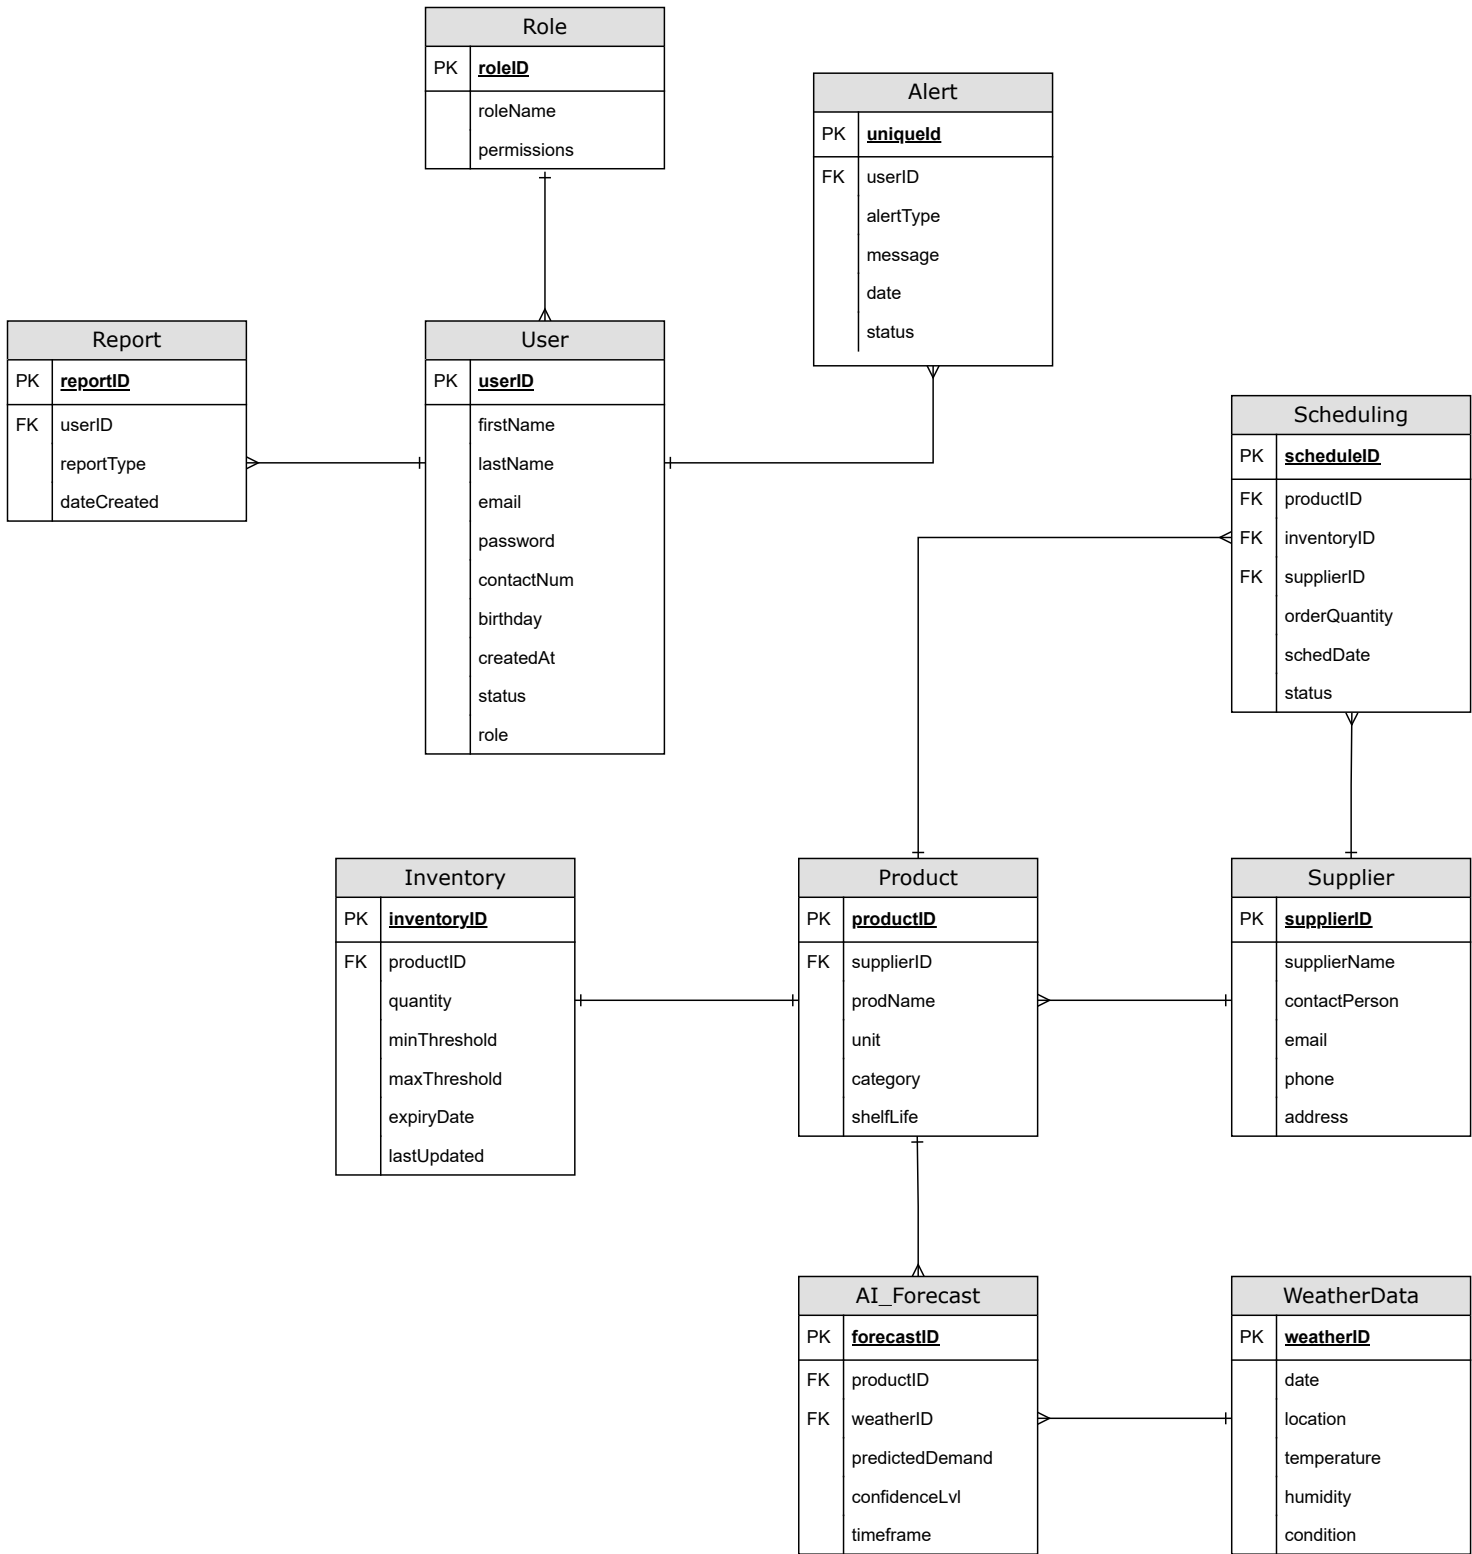 Role
PK roleID
roleName
permissions
Alert
PK uniqueId
FK userID
alertType
message
date
status
Report
PK reportID
FK userID
reportType
dateCreated
User
PK userID
firstName
lastName
email
password
contactNum
birthday
createdAt
status
role
Scheduling
PK scheduleID
FK productID
FK inventoryID
FK supplierID
orderQuantity
schedDate
status
Inventory
PK inventoryID
FK productID
quantity
minThreshold
maxThreshold
expiryDate
lastUpdated
Product
PK productID
FK supplierID
prodName
unit
category
shelfLife
Supplier
PK supplierID
supplierName
contactPerson
email
phone
address
AI_Forecast
PK forecastID
FK productID
FK weatherID
predictedDemand
confidenceLvl
timeframe
WeatherData
PK weatherID
date
location
temperature
humidity
condition